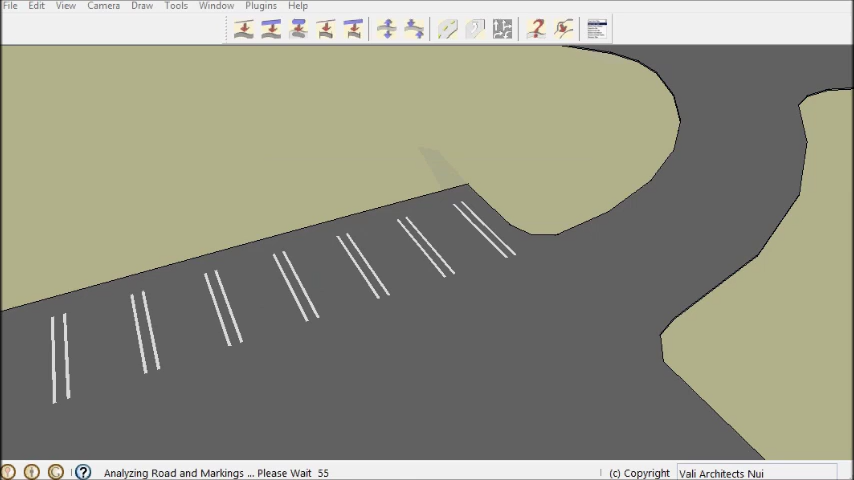 File Edit View Camera Draw Tools Window Plugins Help
Analyzing Road and Markings ... Please Wait 55
(c) Copyright Vali Architects Nui